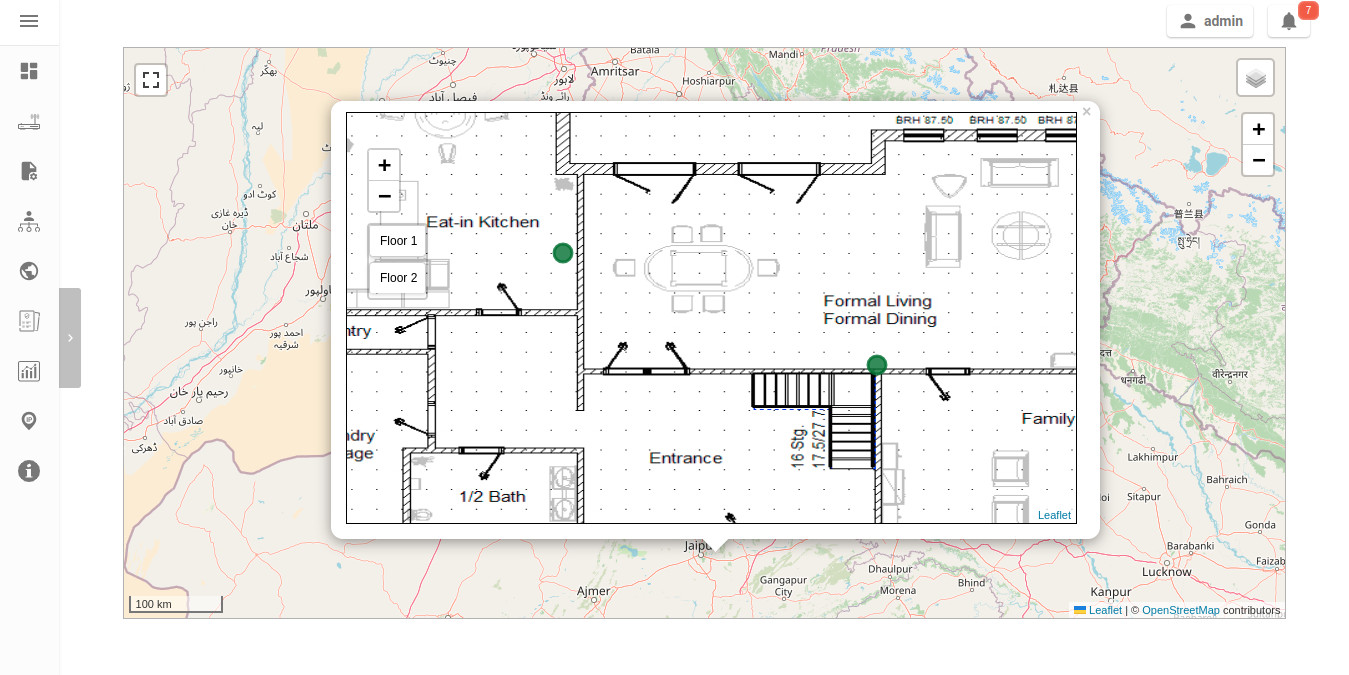 admin
7
Batala
Mandi
Pradesh
چنیوٹ
لاہور
Amritsar
Hoshiarpur
بھکر
札达县
رائے ونڈ
فیصل آباد
BRH 87.50
BRH 87.50
BRH 87
لیہ
+
−
+
−
کوٹ ادو
ڈیرہ غازی
خان
ملتان
شجاع آباد
普兰县
Eat-in Kitchen
Floor 1
Floor 2
Formal Living
Formal Dining
راجن پور
احمد پور
شرقیہ
ntry
خانپور
رحیم یار خان
صادق آباد
ڈھرکی
धनगढी
वीरेन्द्रनगर
Family
ndry
age
16 Stg.
17.5/27.7
Entrance
1/2 Bath
Lakhimpur
Bahraich
Sitapur
Leaflet
Gonda
Jaipu
Barabanki
Faizab
Lucknow
Dhaulpur
Gangapur
City
Bhind
Morena
Ajmer
Kanpur
100 km
Leaflet | © OpenStreetMap contributors